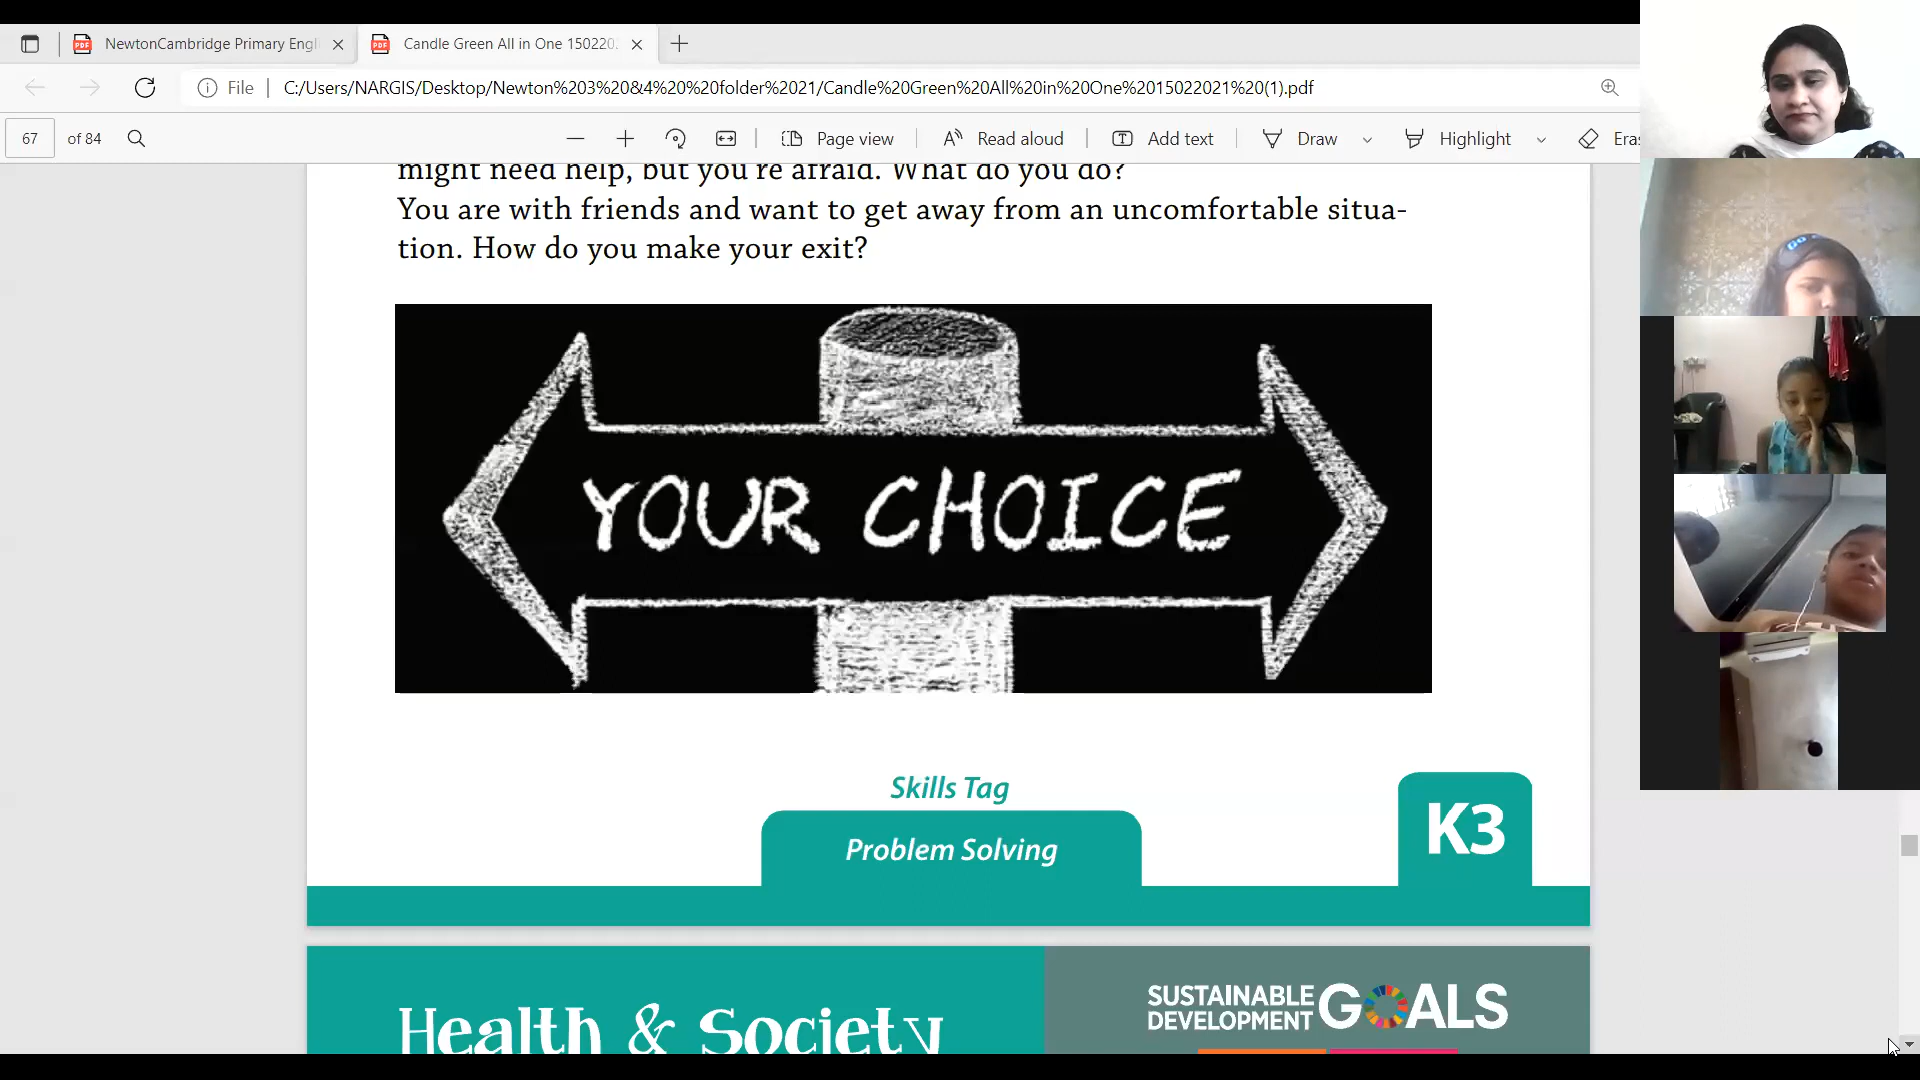 NewtonCambridge Primary Engl
Candle Green All in One 150220
File
C:/Users/NARGIS/Desktop/Newton%203%20&4%20%20folder%2021/Candle%20Green%20All%20in%20One%2015022021%20(1).pdf
67 of 84
Page view
Read aloud
Add text
Draw
Highlight
Eras
might need help, but you're afraid. What do you do?
You are with friends and want to get away from an uncomfortable situa-
tion. How do you make your exit?
YOUR CHOICE
Skills Tag
Problem Solving
K3
Health & Society
SUSTAINABLE
DEVELOPMENT
GOALS